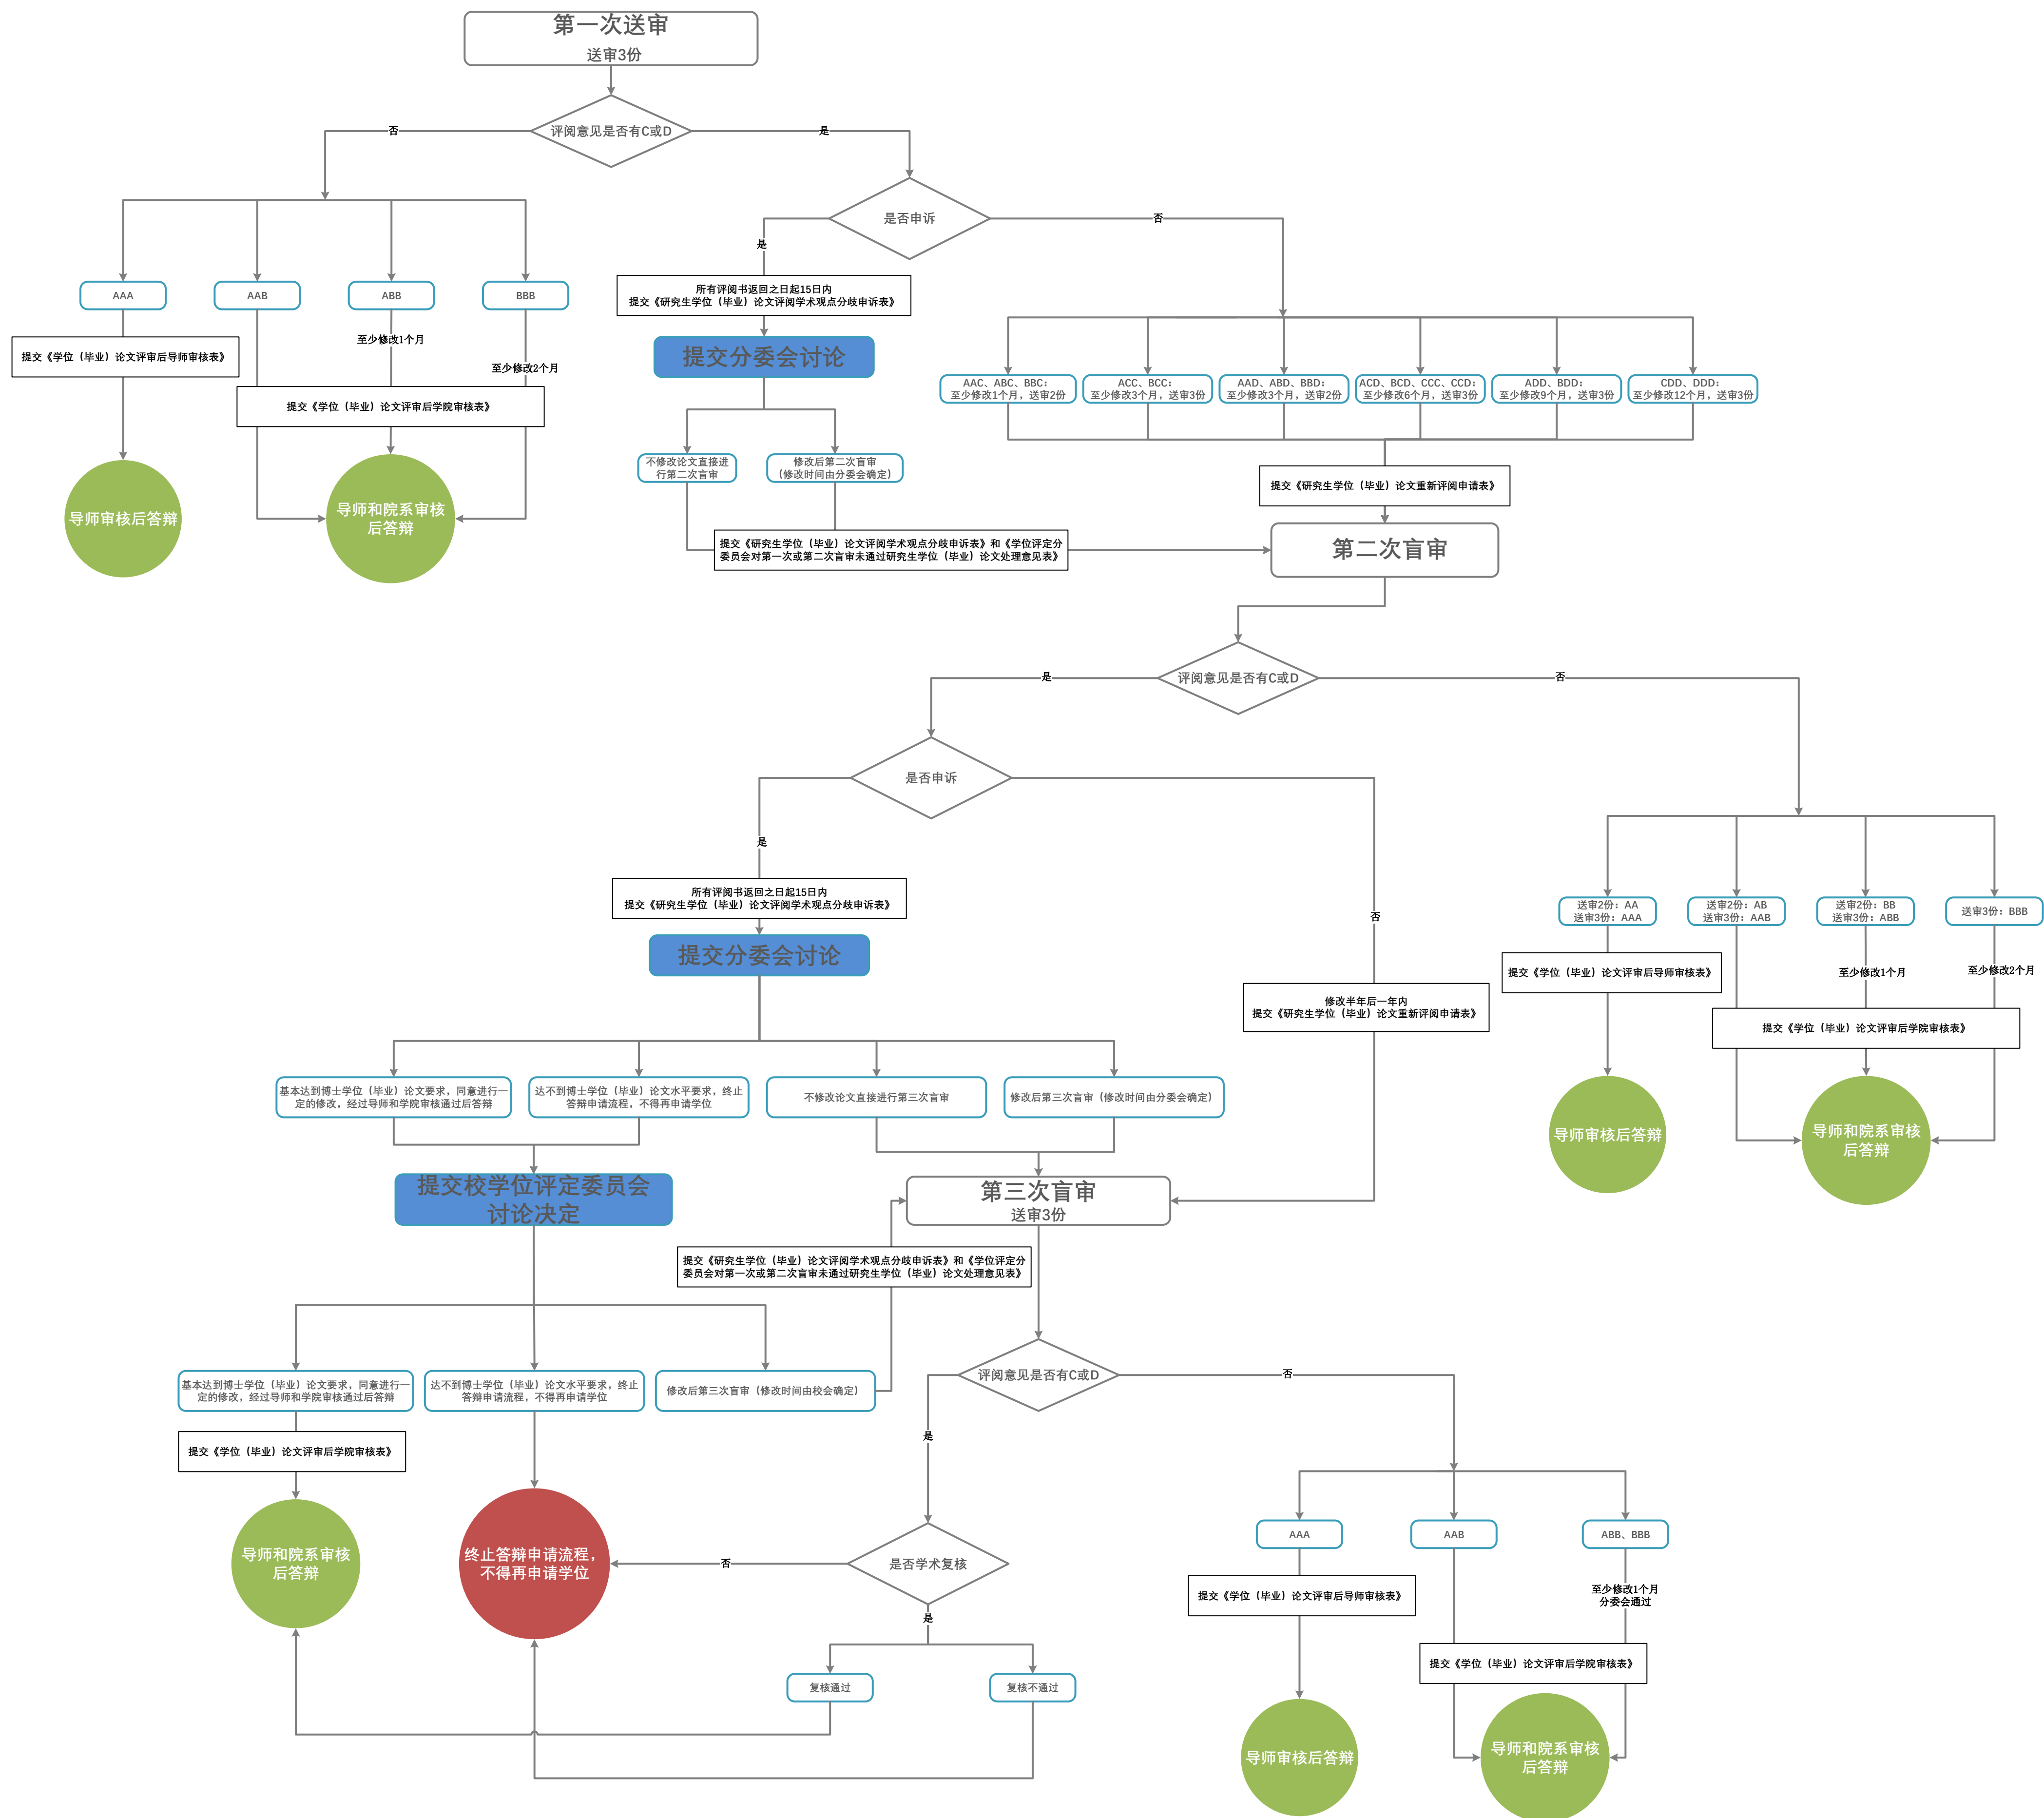 第一次送审
送审3份
评阅意见是否有C或D
否
是
是否申诉
是
否
AAA
AAB
ABB
BBB
所有评阅书返回之日起15日内
提交《研究生学位（毕业）论文评阅学术观点分歧申诉表》
至少修改1个月
提交《学位（毕业）论文评审后导师审核表》
提交分委会讨论
至少修改2个月
AAC、ABC、BBC：
至少修改1个月，送审2份
ACC、BCC：
至少修改3个月，送审3份
AAD、ABD、BBD：
至少修改3个月，送审2份
ACD、BCD、CCC、CCD：
至少修改6个月，送审3份
ADD、BDD：
至少修改9个月，送审3份
CDD、DDD：
至少修改12个月，送审3份
提交《学位（毕业）论文评审后学院审核表》
不修改论文直接进
行第二次盲审
修改后第二次盲审
（修改时间由分委会确定）
提交《研究生学位（毕业）论文重新评阅申请表》
导师审核后答辩
导师和院系审核
后答辩
提交《研究生学位（毕业）论文评阅学术观点分歧申诉表》和《学位评定分
委员会对第一次或第二次盲审未通过研究生学位（毕业）论文处理意见表》
第二次盲审
评阅意见是否有C或D
是
否
是否申诉
是
否
所有评阅书返回之日起15日内
提交《研究生学位（毕业）论文评阅学术观点分歧申诉表》
送审2份：AA
送审3份：AAA
送审2份：AB
送审3份：AAB
送审2份：BB
送审3份：ABB
送审3份：BBB
提交分委会讨论
提交《学位（毕业）论文评审后导师审核表》
至少修改1个月
至少修改2个月
修改半年后一年内
提交《研究生学位（毕业）论文重新评阅申请表》
提交《学位（毕业）论文评审后学院审核表》
基本达到博士学位（毕业）论文要求，同意进行一
定的修改，经过导师和学院审核通过后答辩
达不到博士学位（毕业）论文水平要求，终止
答辩申请流程，不得再申请学位
不修改论文直接进行第三次盲审
修改后第三次盲审（修改时间由分委会确定）
导师审核后答辩
导师和院系审核
后答辩
提交校学位评定委员会
讨论决定
第三次盲审
送审3份
提交《研究生学位（毕业）论文评阅学术观点分歧申诉表》和《学位评定分
委员会对第一次或第二次盲审未通过研究生学位（毕业）论文处理意见表》
评阅意见是否有C或D
否
是
基本达到博士学位（毕业）论文要求，同意进行一
定的修改，经过导师和学院审核通过后答辩
达不到博士学位（毕业）论文水平要求，终止
答辩申请流程，不得再申请学位
修改后第三次盲审（修改时间由校会确定）
提交《学位（毕业）论文评审后学院审核表》
导师和院系审核
后答辩
终止答辩申请流程，
不得再申请学位
否
是否学术复核
是
AAA
AAB
ABB、BBB
提交《学位（毕业）论文评审后导师审核表》
至少修改1个月
分委会通过
提交《学位（毕业）论文评审后学院审核表》
复核通过
复核不通过
导师审核后答辩
导师和院系审核
后答辩